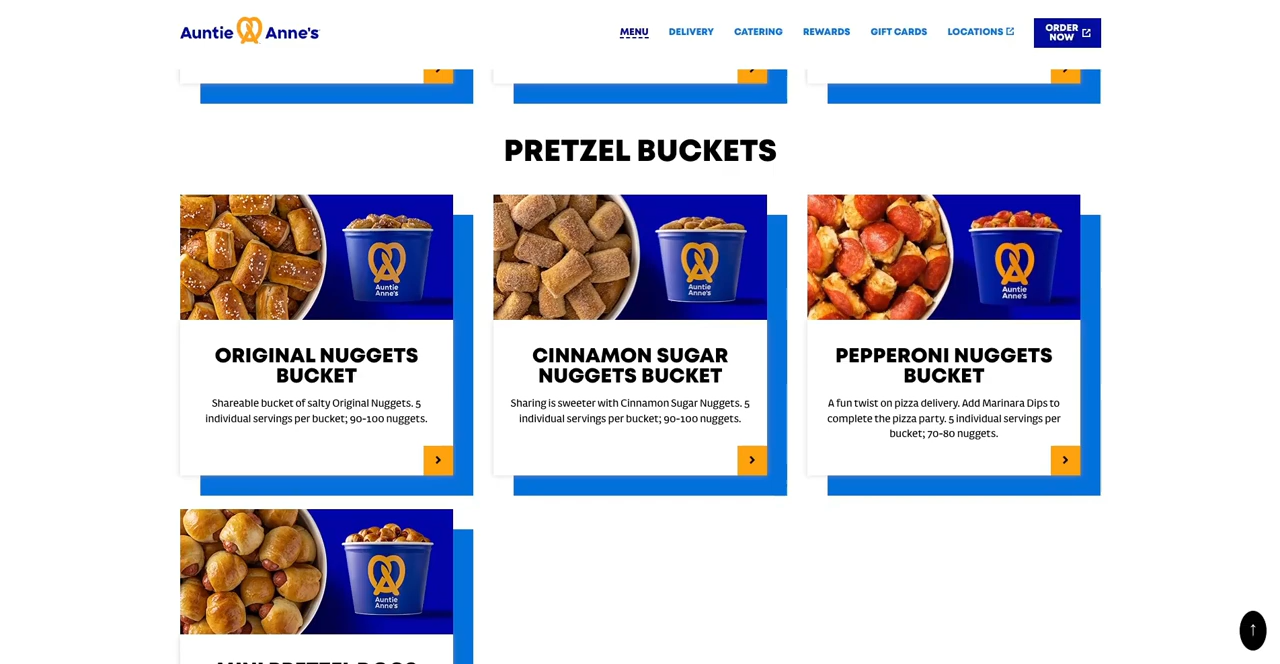 Auntie Anne's
MENU
DELIVERY
CATERING
REWARDS
GIFT CARDS
LOCATIONS
ORDER
NOW
PRETZEL BUCKETS
Auntie
Anne's
Auntie
Anne's
Auntie
Anne's
ORIGINAL NUGGETS
BUCKET
Shareable bucket of salty Original Nuggets. 5
individual servings per bucket; 90-100 nuggets.
CINNAMON SUGAR
NUGGETS BUCKET
Sharing is sweeter with Cinnamon Sugar Nuggets. 5
individual servings per bucket; 90-100 nuggets.
PEPPERONI NUGGETS
BUCKET
A fun twist on pizza delivery. Add Marinara Dips to
complete the pizza party. 5 individual servings per
bucket; 70-80 nuggets.
Auntie
Anne's
MINI PRETZEL DOGS